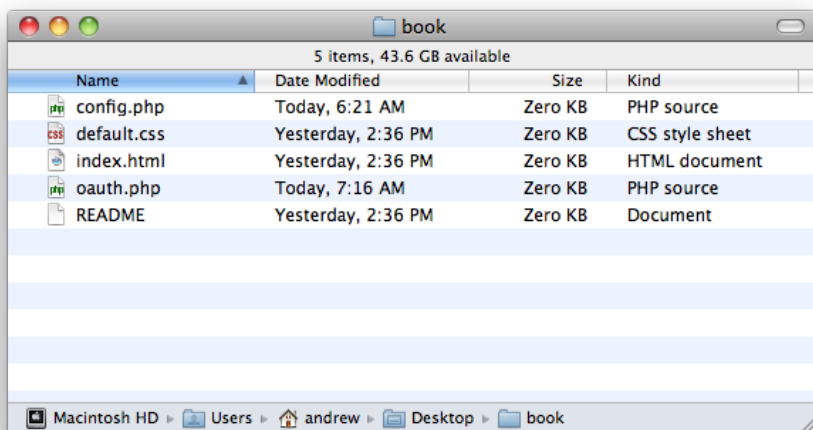 book
5 items, 43.6 GB available
Name Date Modified Size Kind
php config.php Today, 6:21 AM Zero KB PHP source
css default.css Yesterday, 2:36 PM Zero KB CSS style sheet
index.html Yesterday, 2:36 PM Zero KB HTML document
php oauth.php Today, 7:16 AM Zero KB PHP source
README Yesterday, 2:36 PM Zero KB Document
Macintosh HD Users andrew Desktop book